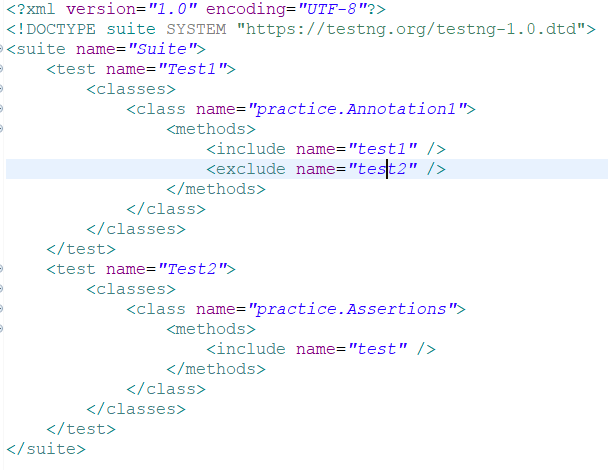 <?xml version="1.0" encoding="UTF-8"?>
<!DOCTYPE suite SYSTEM "https://testng.org/testng-1.0.dtd">
<suite name="Suite">
    <test name="Test1">
        <classes>
            <class name="practice.Annotation1">
                <methods>
                    <include name="test1" />
                    <exclude name="test2" />
                </methods>
            </class>
        </classes>
    </test>
    <test name="Test2">
        <classes>
            <class name="practice.Assertions">
                <methods>
                    <include name="test" />
                </methods>
            </class>
        </classes>
    </test>
</suite>